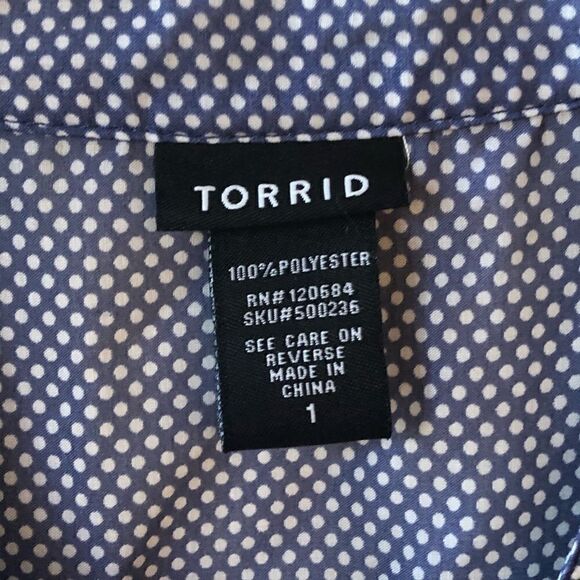 TORRID
100% POLYESTER
RN# 120684
SKU#500236
SEE CARE ON
REVERSE
MADE IN
CHINA
1